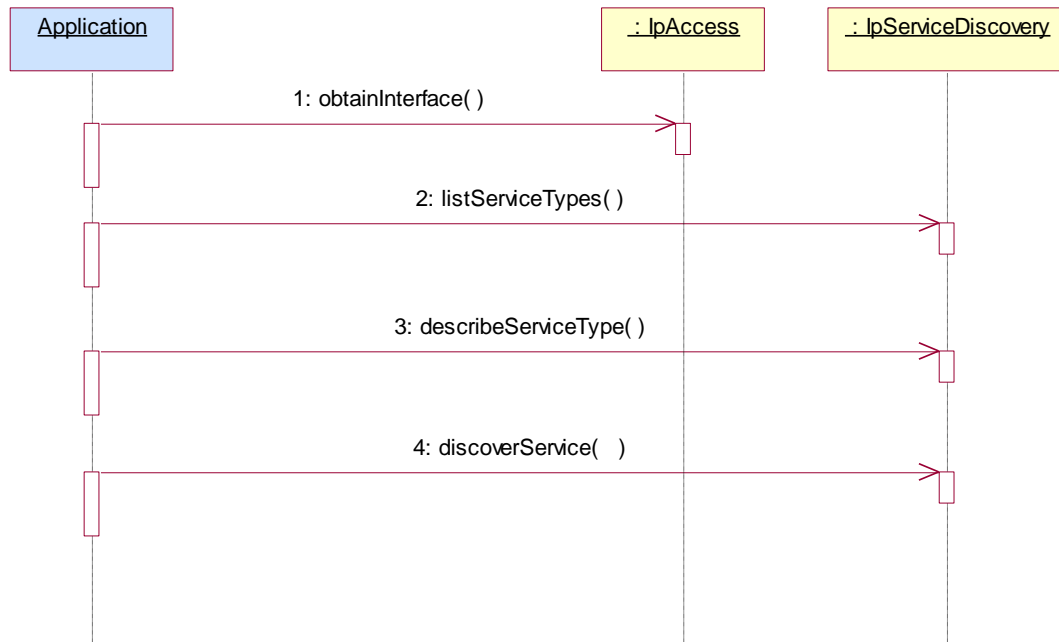 Application
: IpAccess
: IpServiceDiscovery
1: obtainInterface( )
2: listServiceTypes( )
3: describeServiceType( )
4: discoverService(   )